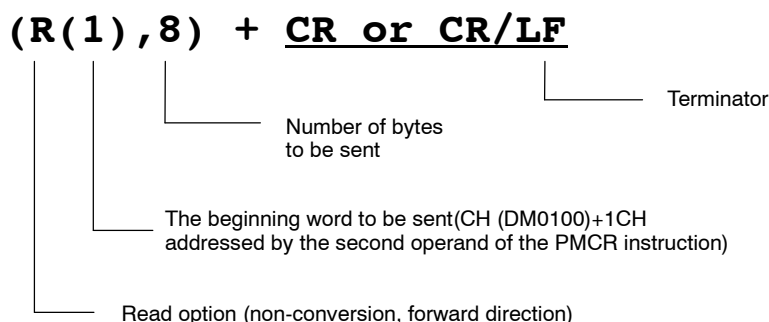 (R(1),8) + CR or CR/LF
Terminator
Number of bytes
to be sent
The beginning word to be sent(CH (DM0100)+1CH
addressed by the second operand of the PMCR instruction)
Read option (non-conversion, forward direction)